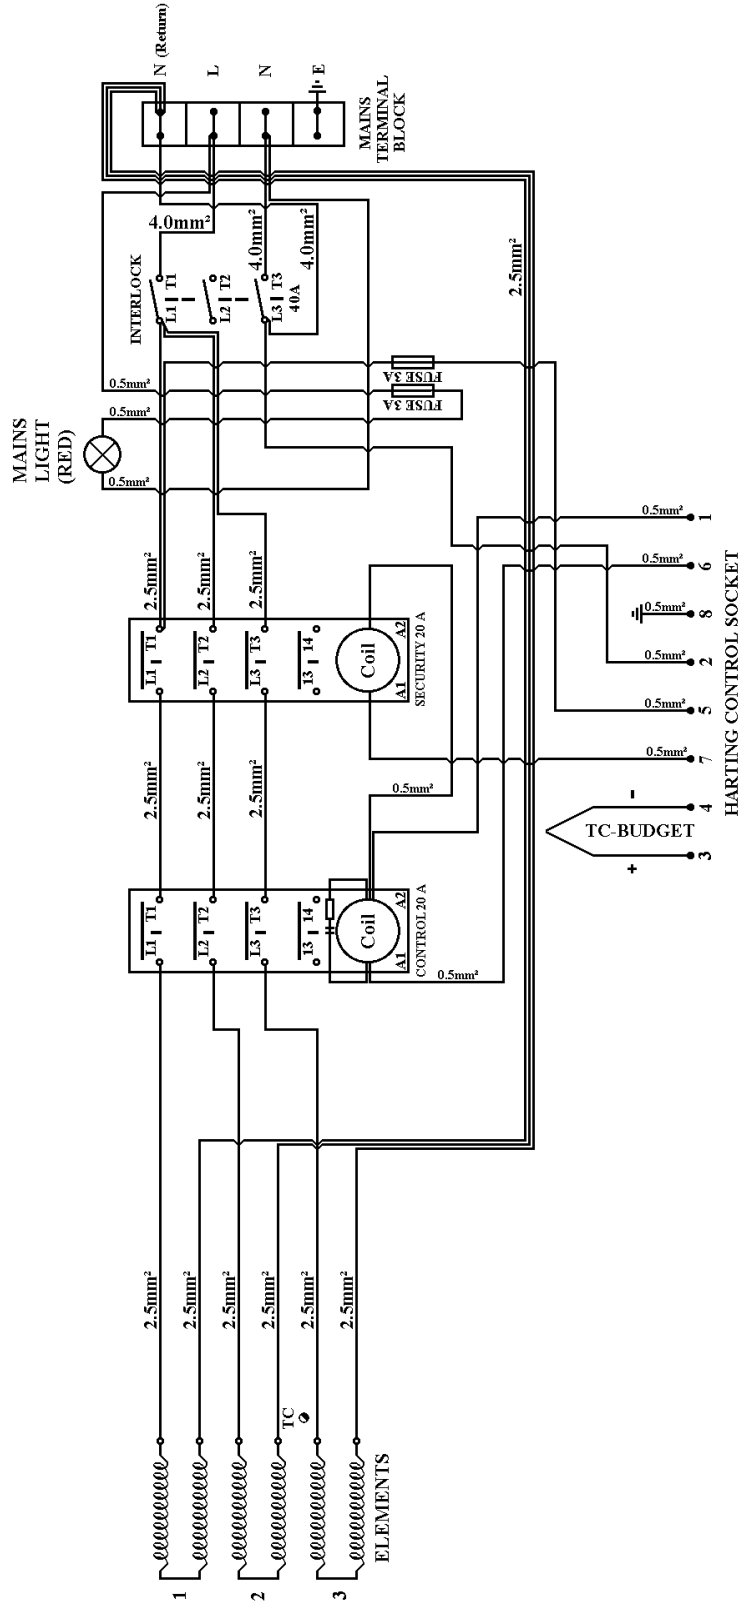 N (Return)
L
N
E
MAINS
TERMINAL
BLOCK
4.0mm²
4.0mm²
4.0mm²
2.5mm²
INTERLOCK
L1 T1
L2 T2
L3 T3
40A
FUSE 3A
FUSE 3A
0.5mm²
0.5mm²
0.5mm²
MAINS
LIGHT
(RED)
2.5mm²
2.5mm²
2.5mm²
L1 T1
L2 T2
L3 T3
13 14
Coil
A1 A2
SECURITY 20 A
2.5mm²
2.5mm²
2.5mm²
0.5mm²
L1 T1
L2 T2
L3 T3
13 14
Coil
A1 A2
CONTROL 20 A
0.5mm²
0.5mm² 1
0.5mm² 6
0.5mm² 8
0.5mm² 2
0.5mm² 5
0.5mm² 7
- 4
TC-BUDGET
+ 3
HARTING CONTROL SOCKET
2.5mm²
2.5mm²
2.5mm²
2.5mm²
2.5mm²
2.5mm²
TC
ELEMENTS
1
2
3